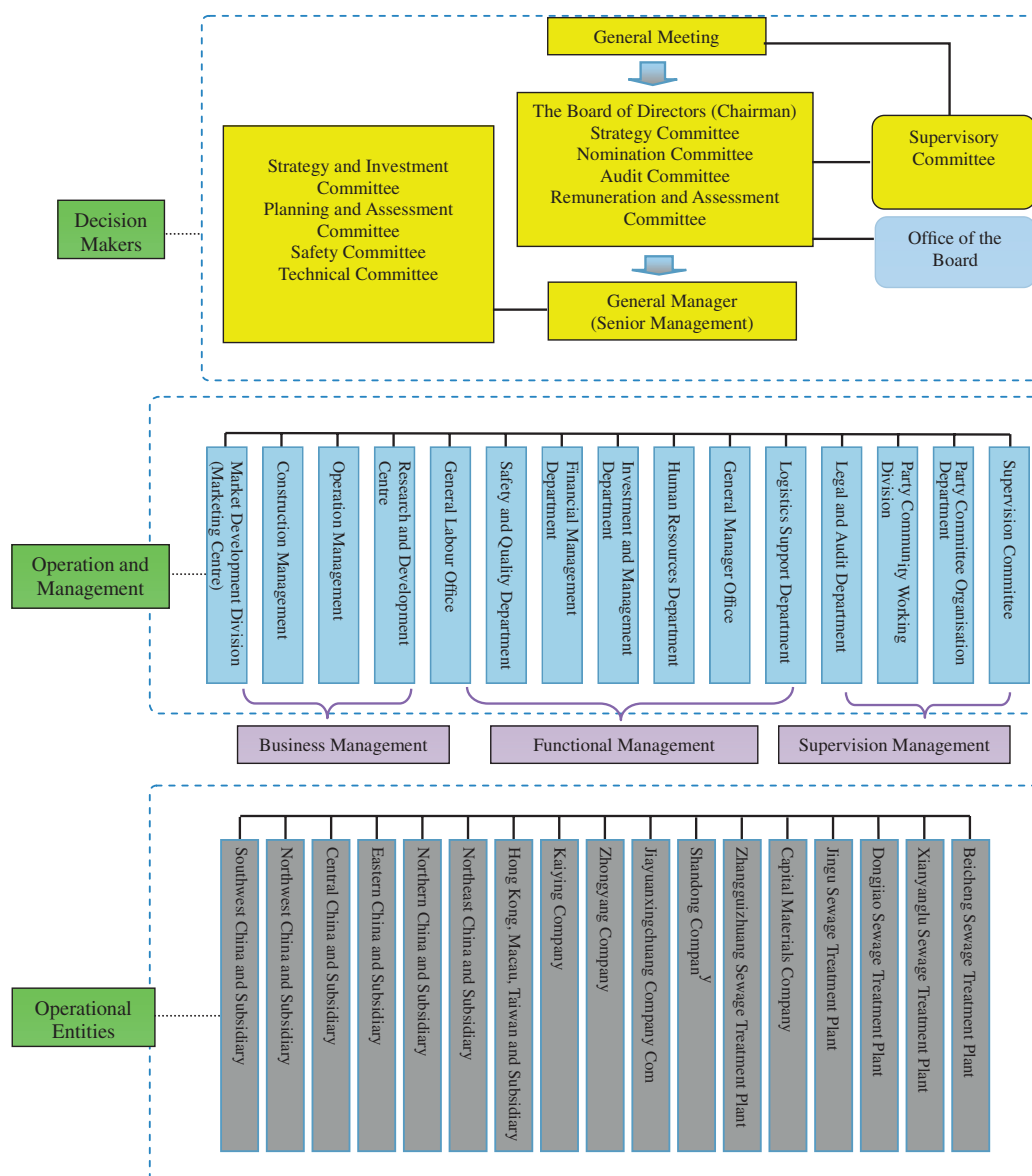 General Meeting
The Board of Directors (Chairman)
Strategy Committee
Nomination Committee
Audit Committee
Remuneration and Assessment
Committee
Supervisory
Committee
Strategy and Investment
Committee
Planning and Assessment
Committee
Safety Committee
Technical Committee
Decision
Makers
Office of the
Board
General Manager
(Senior Management)
Operation and
Management
Market Development Division
(Marketing Centre)
Construction Management
Operation Management
Research and Development
Centre
General Labour Office
Safety and Quality Department
Financial Management
Department
Investment and Management
Department
Human Resources Department
General Manager Office
Logistics Support Department
Legal and Audit Department
Party Community Working
Division
Party Committee Organisation
Department
Supervision Committee
Business Management
Functional Management
Supervision Management
Operational
Entities
Southwest China and Subsidiary
Northwest China and Subsidiary
Central China and Subsidiary
Eastern China and Subsidiary
Northern China and Subsidiary
Northeast China and Subsidiary
Hong Kong, Macau, Taiwan and Subsidiary
Kaiying Company
Zhongyang Company
Jiayuanxingchuang Company Com
Shandong Company
Zhangguizhuang Sewage Treatment Plant
Capital Materials Company
Jingu Sewage Treatment Plant
Dongjiao Sewage Treatment Plant
Xianyanglu Sewage Treatment Plant
Beicheng Sewage Treatment Plant